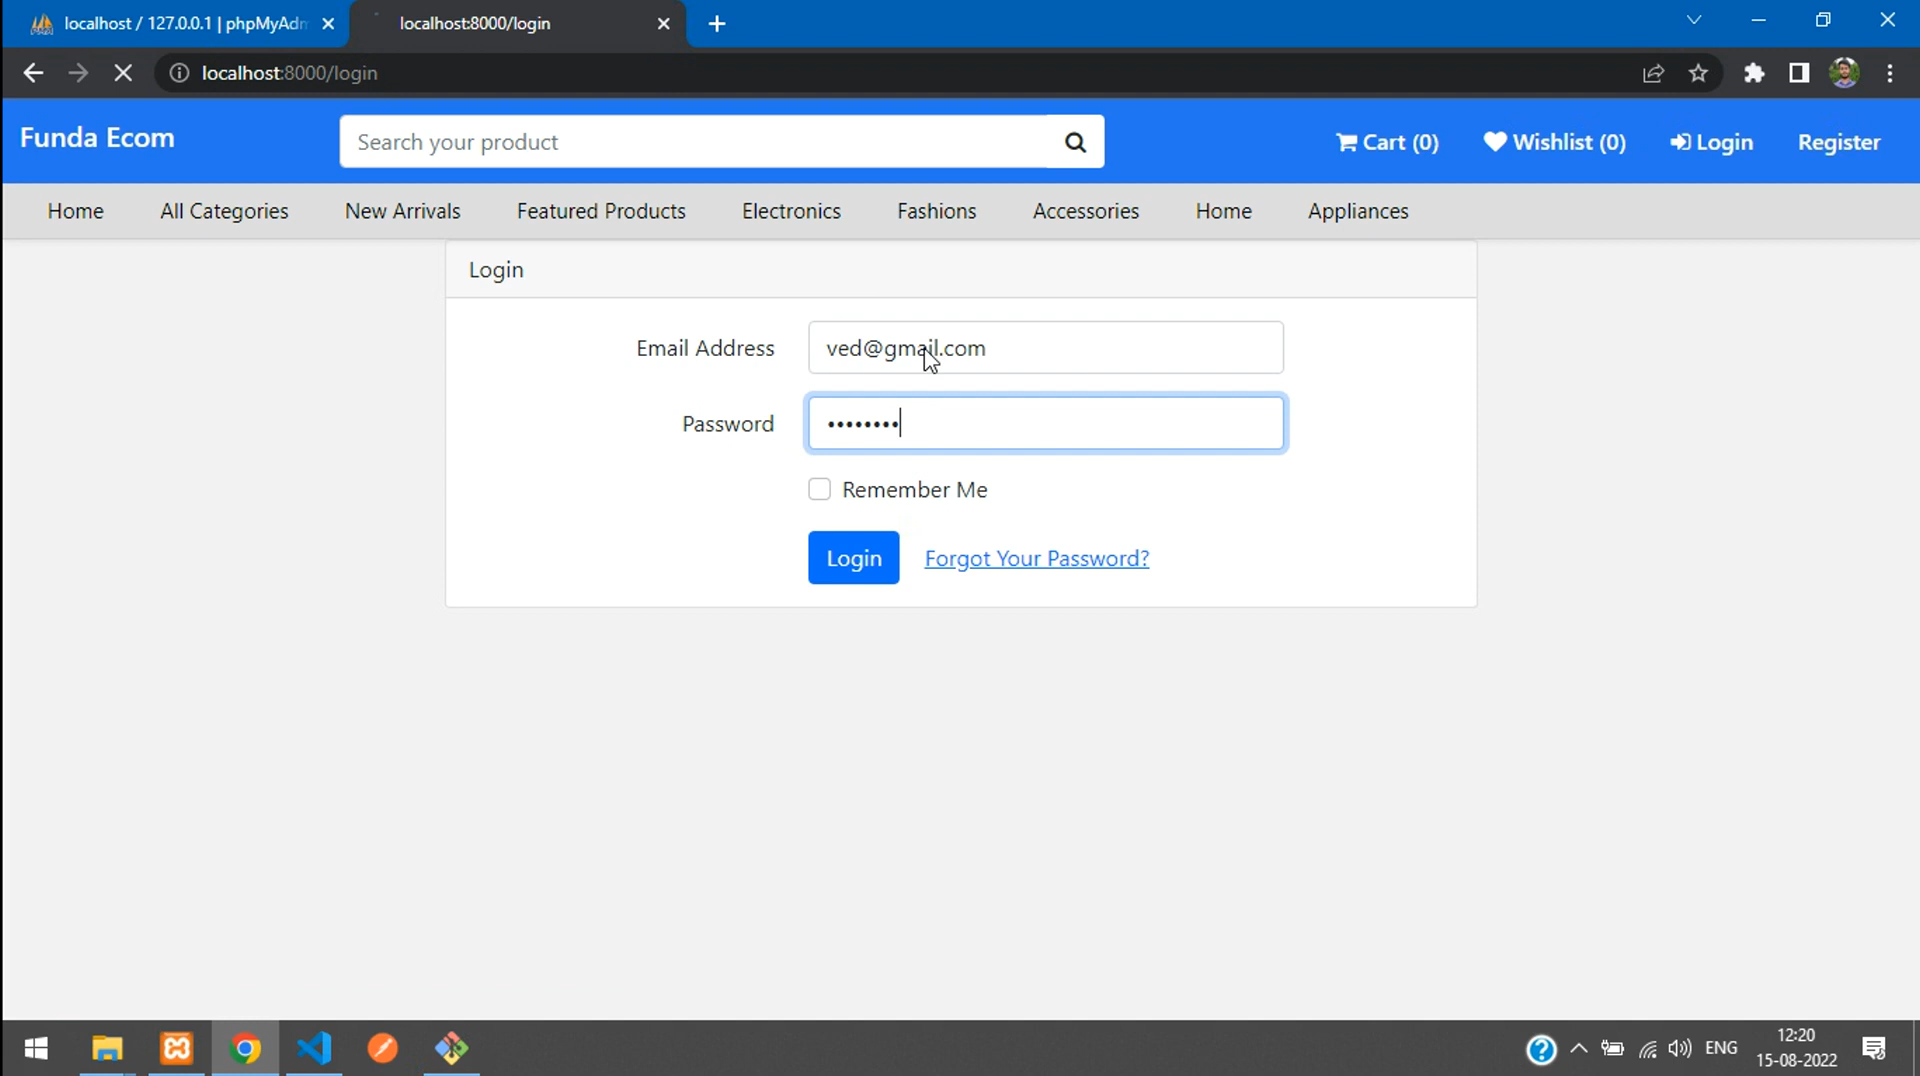 localhost / 127.0.0.1 | phpMyAdm
localhost:8000/login
localhost:8000/login
Funda Ecom
Search your product
Cart (0)
Wishlist (0)
Login
Register
Home
All Categories
New Arrivals
Featured Products
Electronics
Fashions
Accessories
Home
Appliances
Login
Email Address
ved@gmail.com
Password
Remember Me
Login
Forgot Your Password?
ENG
12:20
15-08-2022